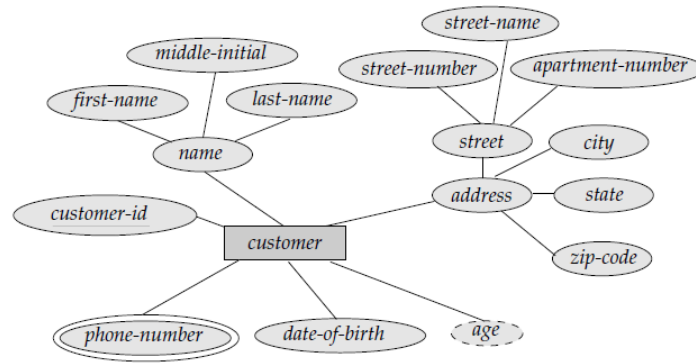 street-name
middle-initial
street-number
apartment-number
first-name
last-name
name
street
city
address
state
customer-id
customer
zip-code
phone-number
date-of-birth
age